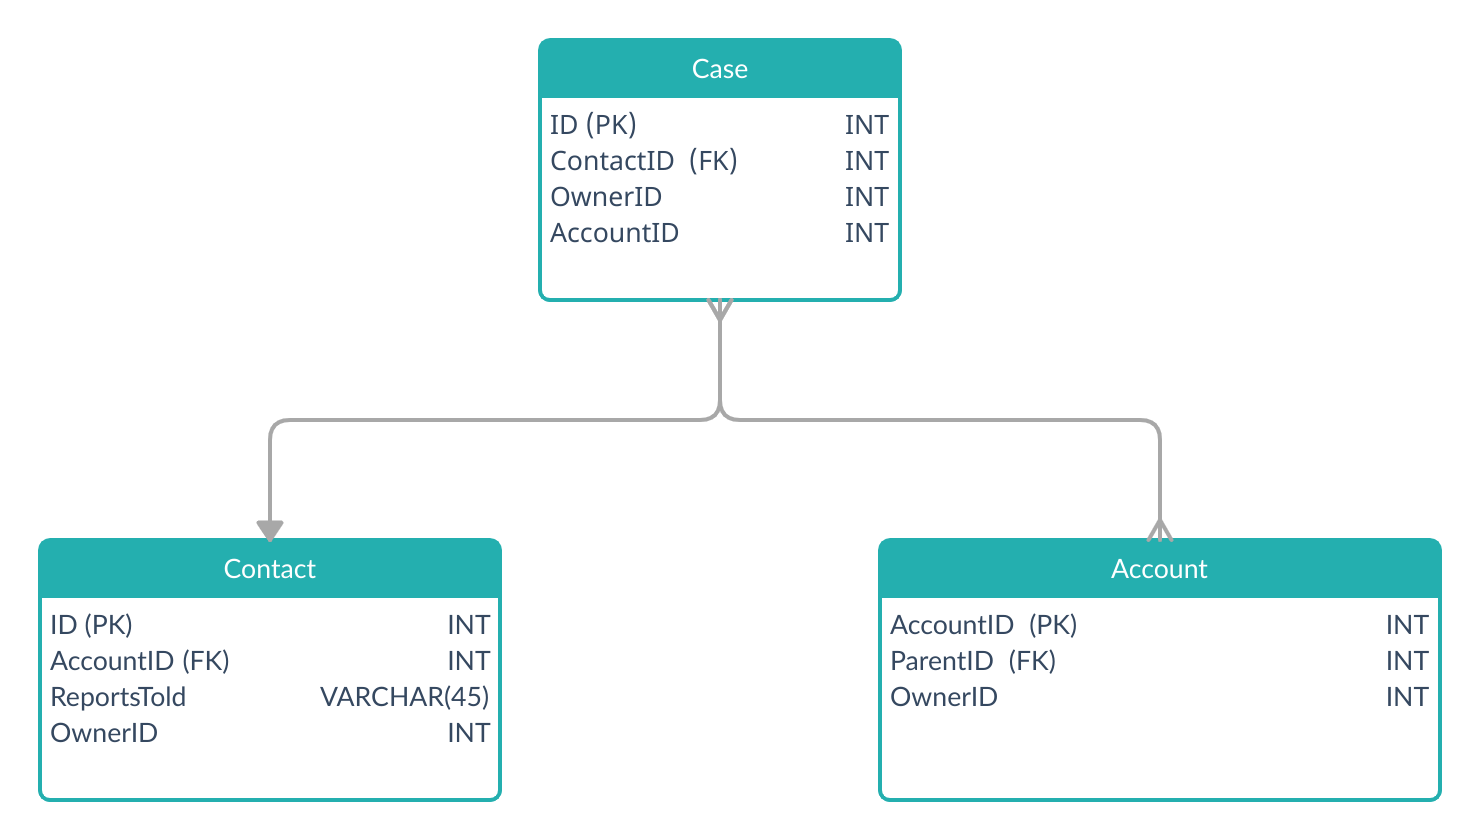 Case
ID (PK) INT
ContactID (FK) INT
OwnerID INT
AccountID INT
Contact
ID (PK) INT
AccountID (FK) INT
ReportsTold VARCHAR(45)
OwnerID INT
Account
AccountID (PK) INT
ParentID (FK) INT
OwnerID INT